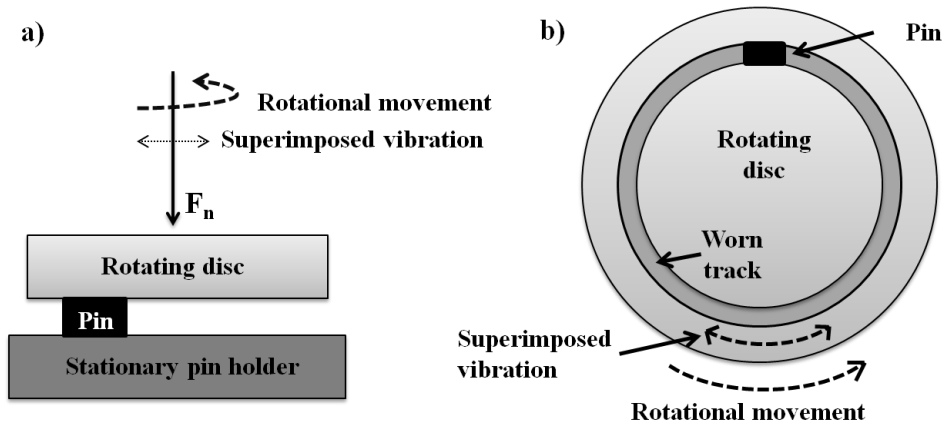 a)
Rotational movement
Superimposed vibration
Fn
Rotating disc
Pin
Stationary pin holder
b)
Pin
Rotating
disc
Worn
track
Superimposed
vibration
Rotational movement